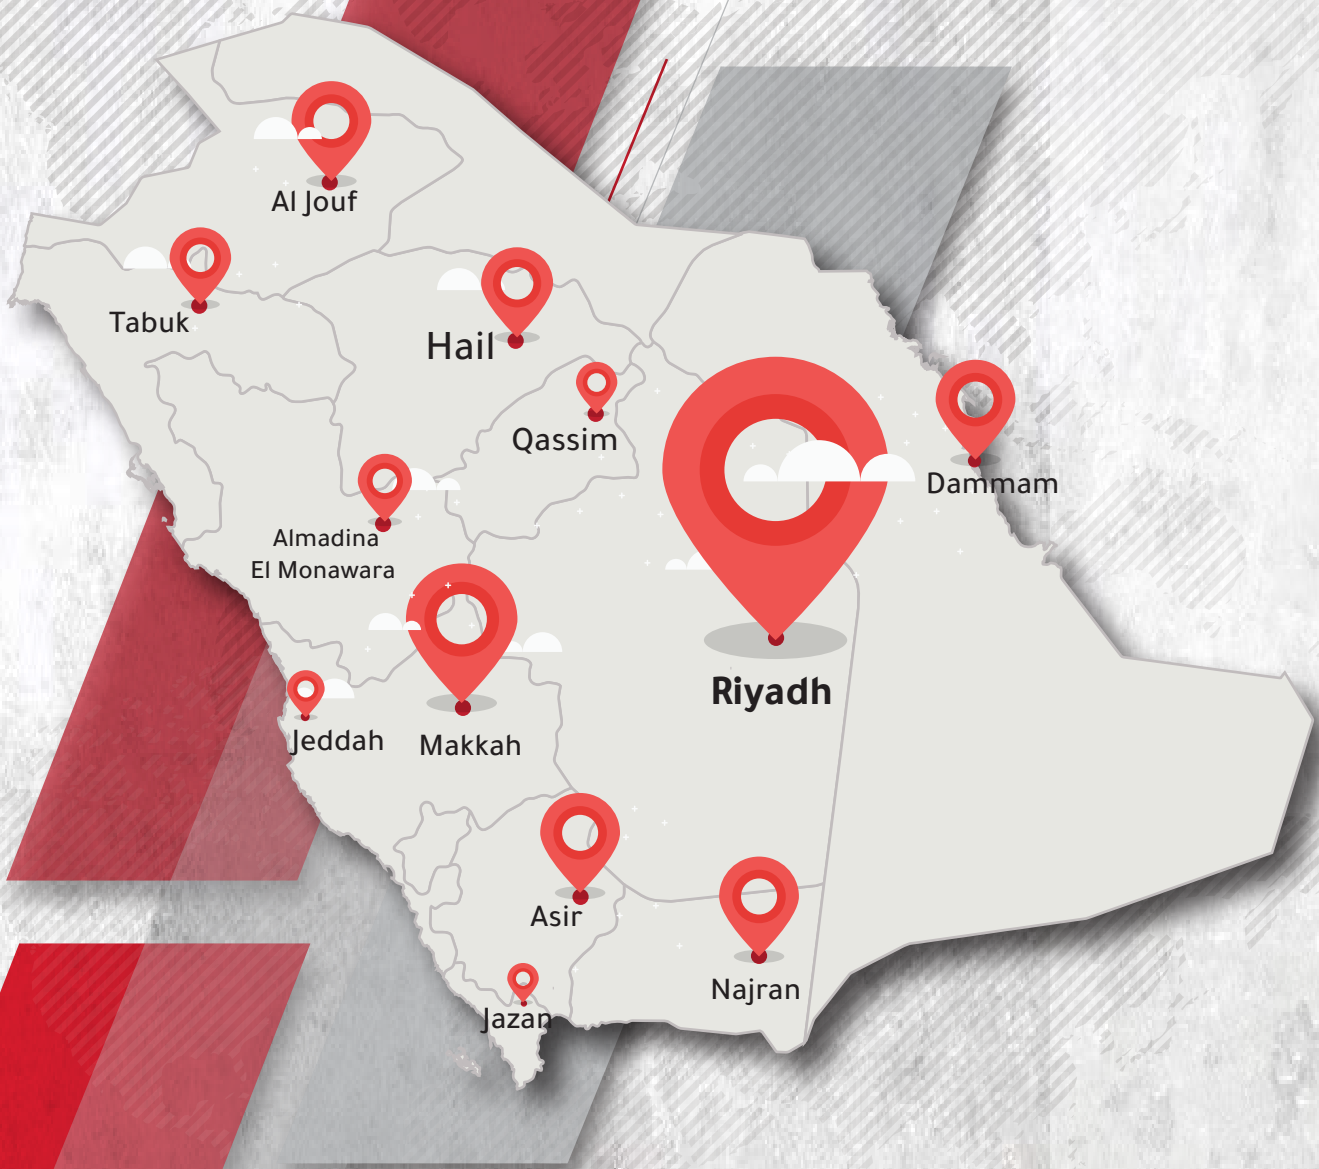 Al Jouf
Tabuk
Hail
Qassim
Dammam
Almadina
El Monawara
Riyadh
Jeddah
Makkah
Asir
Najran
Jazan